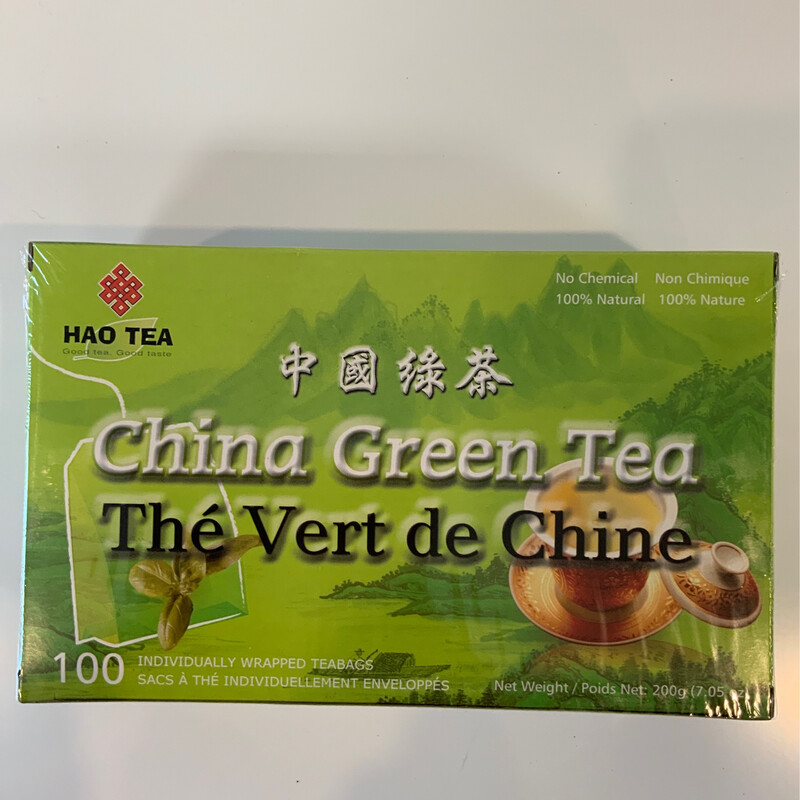 HAO TEA
Good tea. Good taste
No Chemical Non Chimique
100% Natural 100% Nature
中國綠茶
China Green Tea
Thé Vert de Chine
100 INDIVIDUALLY WRAPPED TEABAGS
SACS À THÉ INDIVIDUELLEMENT ENVELOPPÉS
Net Weight / Poids Net: 200g (7.05 oz)